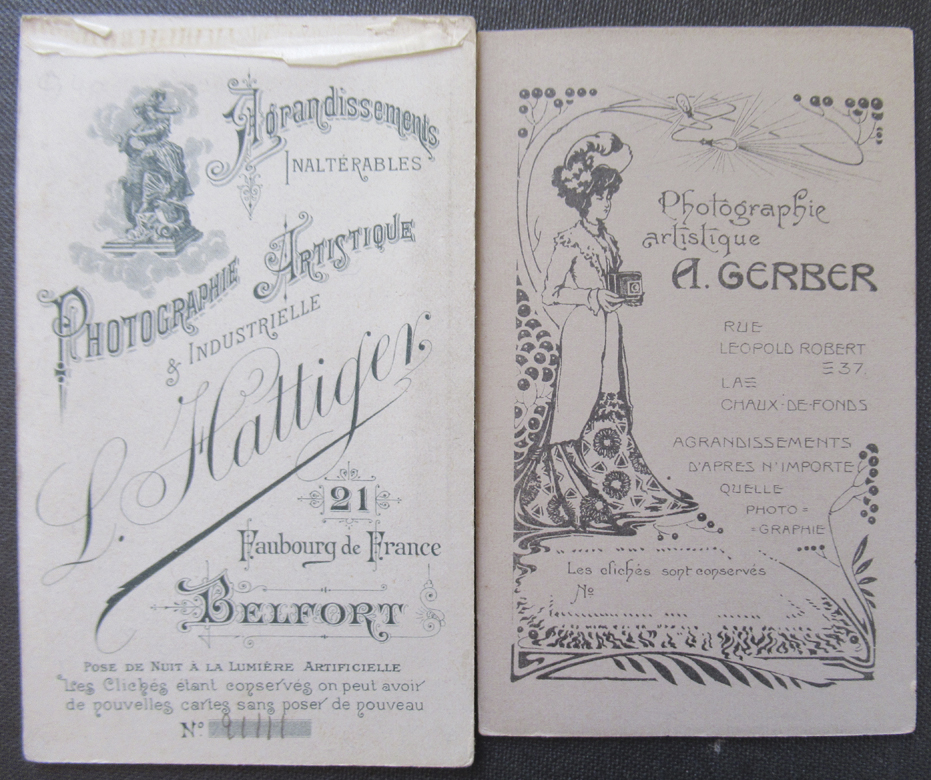 Agrandissements
INALTÉRABLES
PHOTOGRAPHIE ARTISTIQUE
& INDUSTRIELLE
L. Hattiger
21
Faubourg de France
BELFORT
POSE DE NUIT À LA LUMIÈRE ARTIFICIELLE
Les Clichés étant conservés on peut avoir
de nouvelles cartes sans poser de nouveau
N°
Photographie
artistique
A. GERBER
RUE
LEOPOLD ROBERT
37
LA
CHAUX-DE-FONDS
AGRANDISSEMENTS
D'APRES N'IMPORTE
QUELLE
PHOTO=
=GRAPHIE
Les clichés sont conservés
No